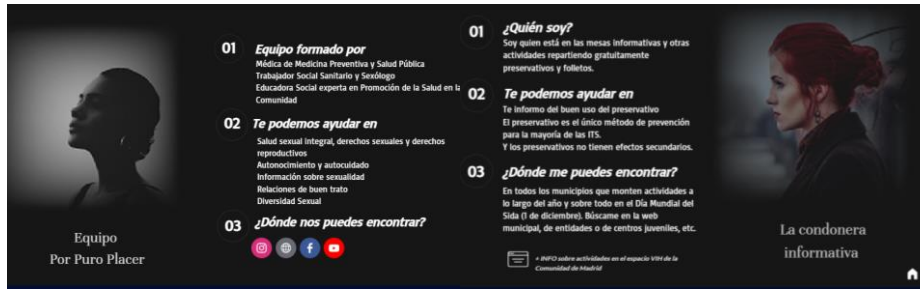 Equipo
Por Puro Placer
01
Equipo formado por
Médica de Medicina Preventiva y Salud Pública
Trabajador Social Sanitario y Sexólogo
Educadora Social experta en Promoción de la Salud en la
Comunidad
02
Te podemos ayudar en
Salud sexual integral, derechos sexuales y derechos
reproductivos
Autonocimiento y autocuidado
Información sobre sexualidad
Relaciones de buen trato
Diversidad Sexual
03
¿Dónde nos puedes encontrar?
01
¿Quién soy?
Soy quien está en las mesas informativas y otras
actividades repartiendo gratuitamente
preservativos y folletos.
02
Te podemos ayudar en
Te informo del buen uso del preservativo
El preservativo es el único método de prevención
para la mayoría de las ITS.
Y los preservativos no tienen efectos secundarios.
03
¿Dónde me puedes encontrar?
En todos los municipios que monten actividades a
lo largo del año y sobre todo en el Día Mundial del
Sida (1 de diciembre). Búscame en la web
municipal, de entidades o de centros juveniles, etc.
+ INFO sobre actividades en el espacio VIH de la
Comunidad de Madrid
La condonera
informativa